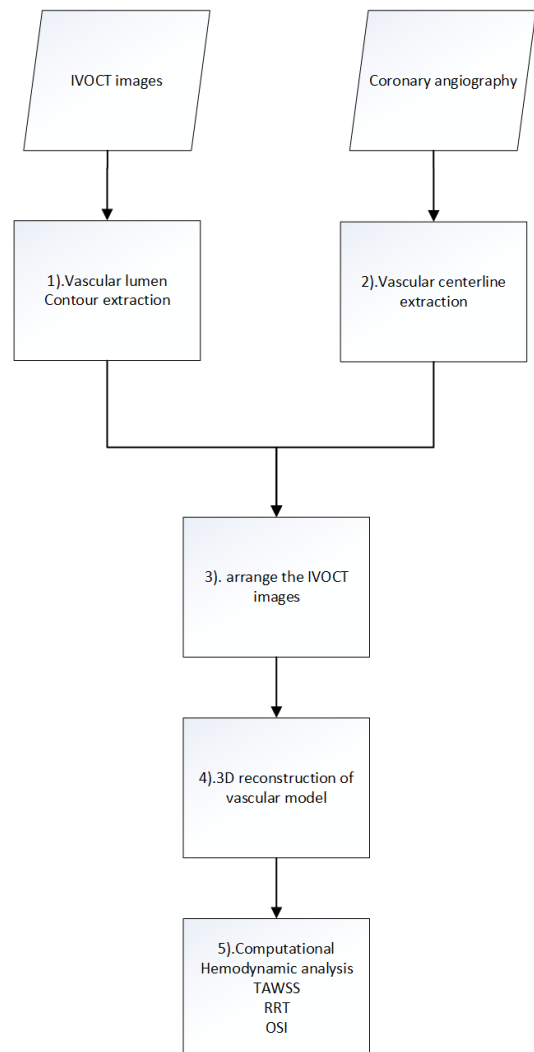 IVOCT images
Coronary angiography
1).Vascular lumen
Contour extraction
2).Vascular centerline
extraction
3). arrange the IVOCT
images
4).3D reconstruction of
vascular model
5).Computational
Hemodynamic analysis
TAWSS
RRT
OSI